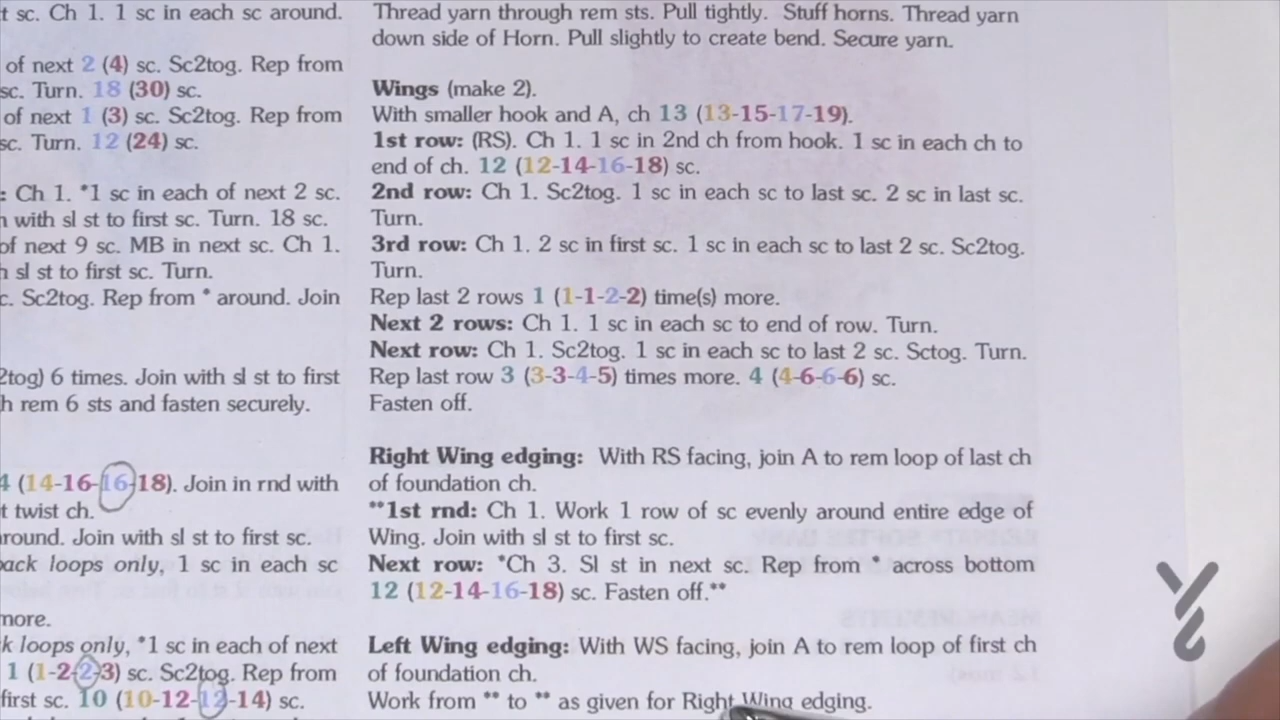 t sc. Ch 1. 1 sc in each sc around.
of next 2 (4) sc. Sc2tog. Rep from
sc. Turn. 18 (30) sc.
of next 1 (3) sc. Sc2tog. Rep from
sc. Turn. 12 (24) sc.
: Ch 1. *1 sc in each of next 2 sc.
with sl st to first sc. Turn. 18 sc.
of next 9 sc. MB in next sc. Ch 1.
sl st to first sc. Turn.
c. Sc2tog. Rep from * around. Join
2tog) 6 times. Join with sl st to first
h rem 6 sts and fasten securely.
4 (14-16-16-18). Join in rnd with
t twist ch.
round. Join with sl st to first sc.
back loops only, 1 sc in each sc
more.
k loops only, *1 sc in each of next
1 (1-2-2-3) sc. Sc2tog. Rep from
first sc. 10 (10-12-12-14) sc.
Thread yarn through rem sts. Pull tightly. Stuff horns. Thread yarn
down side of Horn. Pull slightly to create bend. Secure yarn.
Wings (make 2).
With smaller hook and A, ch 13 (13-15-17-19).
1st row: (RS). Ch 1. 1 sc in 2nd ch from hook. 1 sc in each ch to
end of ch. 12 (12-14-16-18) sc.
2nd row: Ch 1. Sc2tog. 1 sc in each sc to last sc. 2 sc in last sc.
Turn.
3rd row: Ch 1. 2 sc in first sc. 1 sc in each sc to last 2 sc. Sc2tog.
Turn.
Rep last 2 rows 1 (1-1-2-2) time(s) more.
Next 2 rows: Ch 1. 1 sc in each sc to end of row. Turn.
Next row: Ch 1. Sc2tog. 1 sc in each sc to last 2 sc. Sctog. Turn.
Rep last row 3 (3-3-4-5) times more. 4 (4-6-6-6) sc.
Fasten off.
Right Wing edging: With RS facing, join A to rem loop of last ch
of foundation ch.
**1st rnd: Ch 1. Work 1 row of sc evenly around entire edge of
Wing. Join with sl st to first sc.
Next row: *Ch 3. Sl st in next sc. Rep from * across bottom
12 (12-14-16-18) sc. Fasten off.**
Left Wing edging: With WS facing, join A to rem loop of first ch
of foundation ch.
Work from ** to ** as given for Right Wing edging.